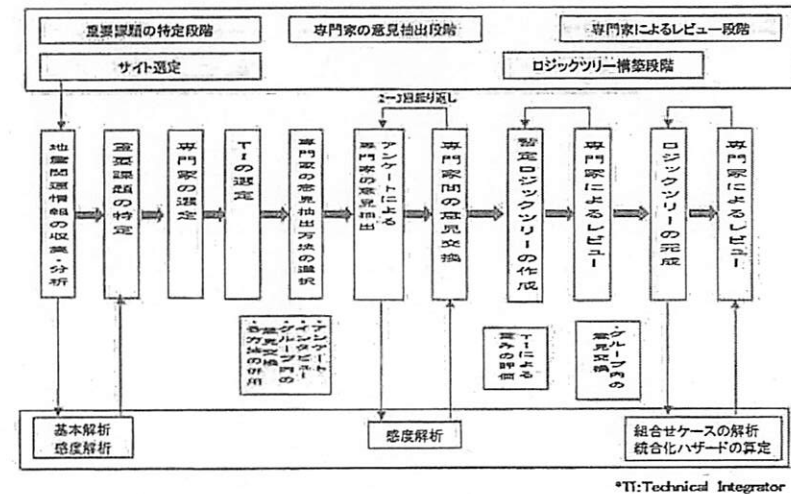 重要課題の特定段階
専門家の意見抽出段階
専門家によるレビュー段階
サイト選定
ロジックツリー構築段階
2~3回繰り返し
地震関連情報の収集・分析
重要課題の特定
専門家の選定
TIの選定
専門家の意見抽出方法の選択
アンケートによる
専門家の意見抽出
専門家間の意見交換
暫定ロジックツリーの作成
専門家によるレビュー
ロジックツリーの完成
専門家によるレビュー
・アンケート
・インタビュー
・グループ内の
意見交換
・各方法の併用
TIによる
重みの評価
・グループ内の
意見交換
基本解析
感度解析
感度解析
組合せケースの解析
統合化ハザードの算定
*TI:Technical Integrator